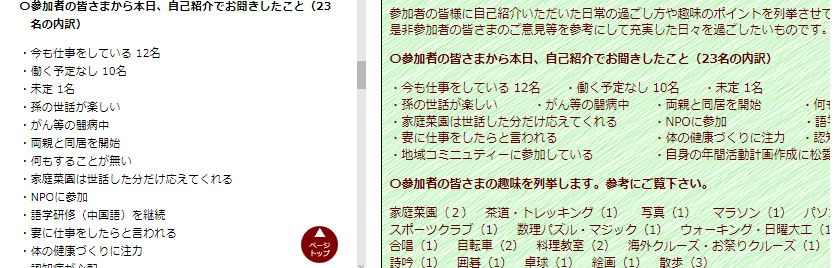 〇参加者の皆さまから本日、自己紹介でお聞きしたこと（23
名の内訳）
・今も仕事をしている 12名
・働く予定なし 10名
・未定 1名
・孫の世話が楽しい
・がん等の闘病中
・両親と同居を開始
・何もすることが無い
・家庭菜園は世話した分だけ応えてくれる
・NPOに参加
・語学研修（中国語）を継続
・妻に仕事をしたらと言われる
・体の健康づくりに注力
ページ
トップ
参加者の皆様に自己紹介いただいた日常の過ごし方や趣味のポイントを列挙させて
是非参加者の皆さまのご意見等を参考にして充実した日々を過ごしたいものです。
〇参加者の皆さまから本日、自己紹介でお聞きしたこと（23名の内訳）
・今も仕事をしている 12名 ・働く予定なし 10名 ・未定 1名
・孫の世話が楽しい ・がん等の闘病中 ・両親と同居を開始 ・何
・家庭菜園は世話した分だけ応えてくれる ・NPOに参加 ・語
・妻に仕事をしたらと言われる ・体の健康づくりに注力 ・認
・地域コミニュティーに参加している ・自身の年間活動計画作成に松
〇参加者の皆さまの趣味を列挙します。参考にご覧下さい。
家庭菜園（２） 茶道・トレッキング（1） 写真（1） マラソン（1） パソ
スポーツクラブ（1） 数理パズル・マジック（1） ウォーキング・日曜大工（1
合唱（1） 自転車（2） 料理教室（2） 海外クルーズ・お祭りクルーズ（1）
詩吟（1） 囲碁（1） 卓球（1） 絵画（1） 散歩（3）